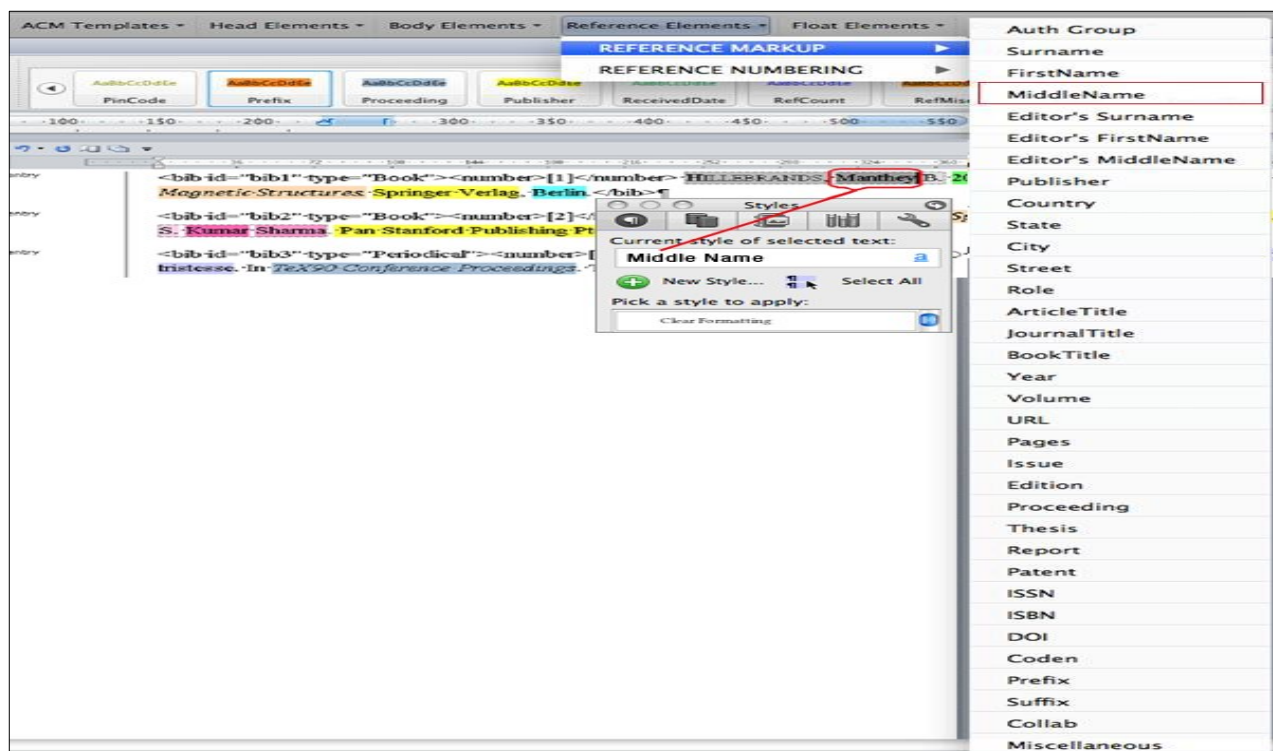 ACM Templates Head Elements Body Elements Reference Elements Float Elements
REFERENCE MARKUP
REFERENCE NUMBERING
AaBbCcDdEe AaBbCcDdEe AaBbCcDdEe AaBbCcDdEe
PinCode Prefix Proceeding Publisher ReceivedDate RefCount RefMis
100 150 200 300 350 400 450 500 550
<bib·id="bib1"·type="Book"><number>[1]</number>·HILLEBRANDS,·Manthey B.·20
Magnetic·Structures·Springer·Verlag,·Berlin.</bib>¶
<bib·id="bib2"·type="Book"><number>[2]</
S.·Kumar·Sharma.·Pan·Stanford·Publishing
<bib·id="bib3"·type="Periodical"><number>[
tristesse.·In·TeX90·Conference·Proceedings.
Styles
Current style of selected text:
Middle Name a
New Style... Select All
Pick a style to apply:
Clear Formatting
Auth Group
Surname
FirstName
MiddleName
Editor's Surname
Editor's FirstName
Editor's MiddleName
Publisher
Country
State
City
Street
Role
ArticleTitle
JournalTitle
BookTitle
Year
Volume
URL
Pages
Issue
Edition
Proceeding
Thesis
Report
Patent
ISSN
ISBN
DOI
Coden
Prefix
Suffix
Collab
Miscellaneous